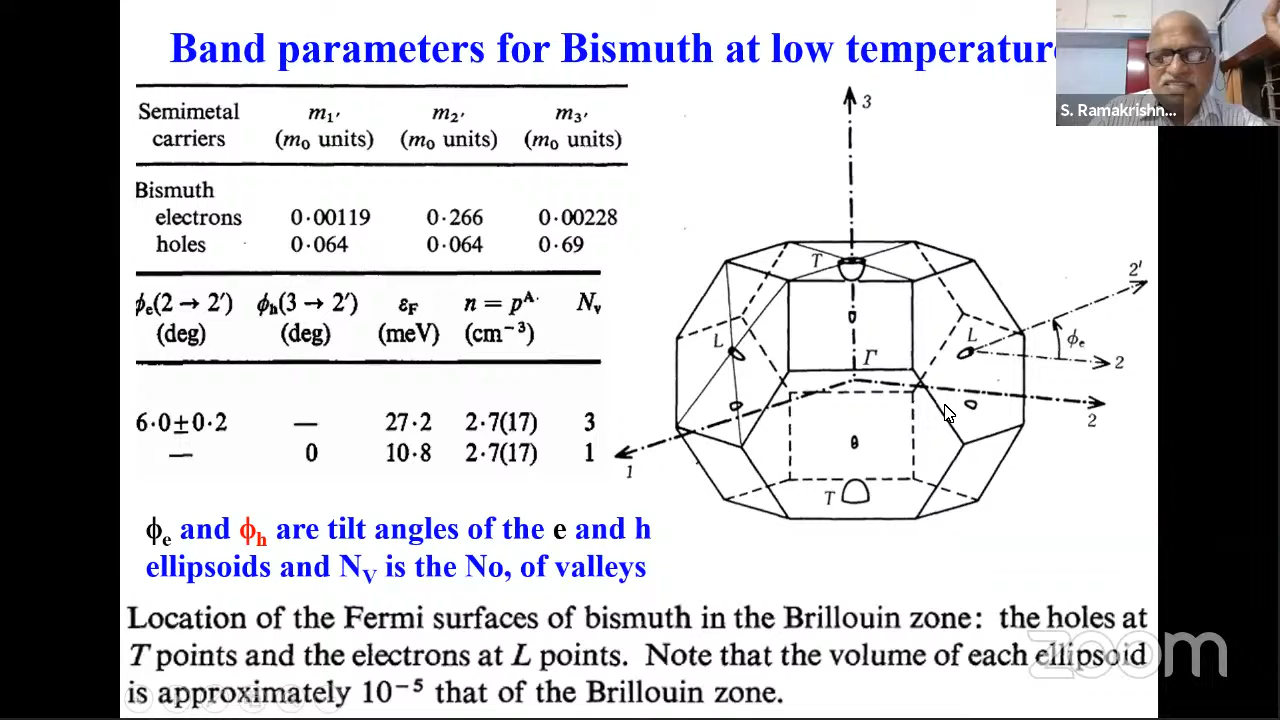 Band parameters for Bismuth at low temperature
S. Ramakrishn...
Semimetal carriers m₁′ (m₀ units) m₂′ (m₀ units) m₃′ (m₀ units)
Bismuth
electrons 0·00119 0·266 0·00228
holes 0·064 0·064 0·69
ϕₑ(2 → 2′) (deg) ϕₕ(3 → 2′) (deg) εF (meV) n = pᴬ· (cm⁻³) Nᵥ
6·0±0·2 — 27·2 2·7(17) 3
— 0 10·8 2·7(17) 1
3
T
2′
L
L
ϕₑ
Γ
2
2
1
T
ϕₑ and ϕₕ are tilt angles of the e and h
ellipsoids and Nᵥ is the No, of valleys
Location of the Fermi surfaces of bismuth in the Brillouin zone: the holes at
T points and the electrons at L points. Note that the volume of each ellipsoid
is approximately 10⁻⁵ that of the Brillouin zone.
zoom